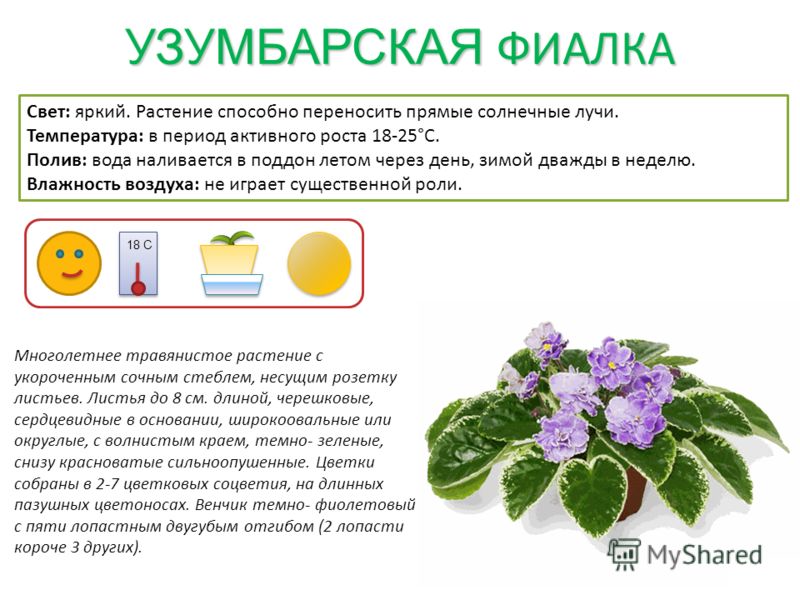 УЗУМБАРСКАЯ ФИАЛКА
Свет: яркий. Растение способно переносить прямые солнечные лучи.
Температура: в период активного роста 18-25°С.
Полив: вода наливается в поддон летом через день, зимой дважды в неделю.
Влажность воздуха: не играет существенной роли.
18 С
Многолетнее травянистое растение с
укороченным сочным стеблем, несущим розетку
листьев. Листья до 8 см. длиной, черешковые,
сердцевидные в основании, широкоовальные или
округлые, с волнистым краем, темно- зеленые,
снизу красноватые сильноопушенные. Цветки
собраны в 2-7 цветковых соцветия, на длинных
пазушных цветоносах. Венчик темно- фиолетовый
с пяти лопастным двугубым отгибом (2 лопасти
короче 3 других).
MyShared